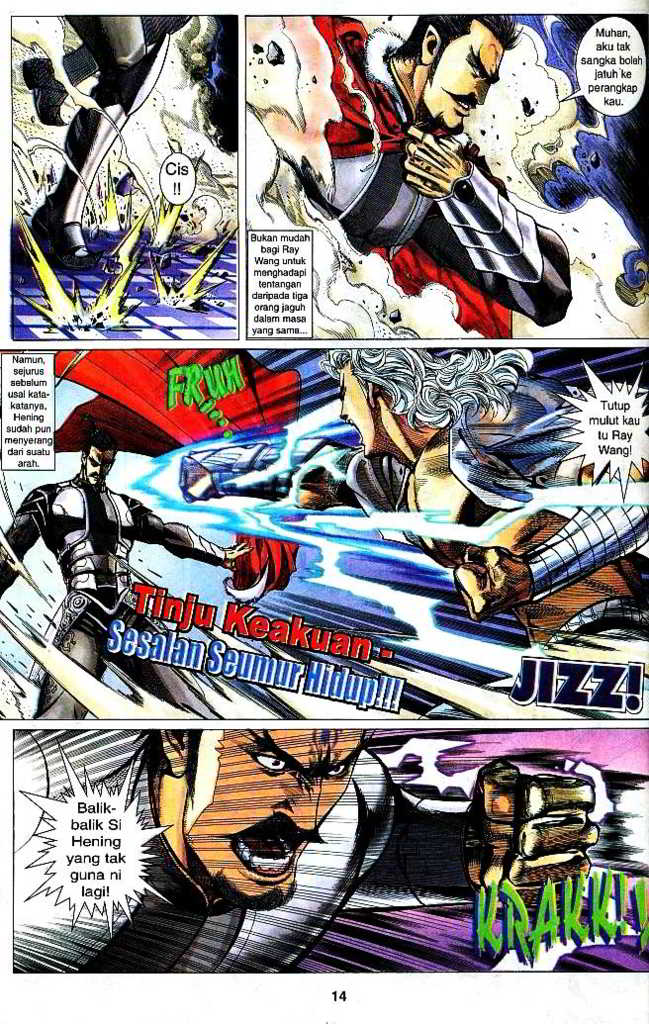 Cis
!!
Muhan,
aku tak
sangka boleh
jatuh ke
perangkap
kau.
Bukan mudah
bagi Ray
Wang untuk
menghadapi
tentangan
daripada tiga
orang jaguh
dalam masa
yang sama...
Namun,
sejurus
sebelum
usai kata-
katanya,
Hening
sudah pun
menyerang
dari suatu
arah.
FRUH
...
Tutup
mulut kau
tu Ray
Wang!
Tinju Keakuan -
Sesalan Seumur Hidup!!!
JIZZ!
Balik-
balik Si
Hening
yang tak
guna ni
lagi!
KRAKK!!
14